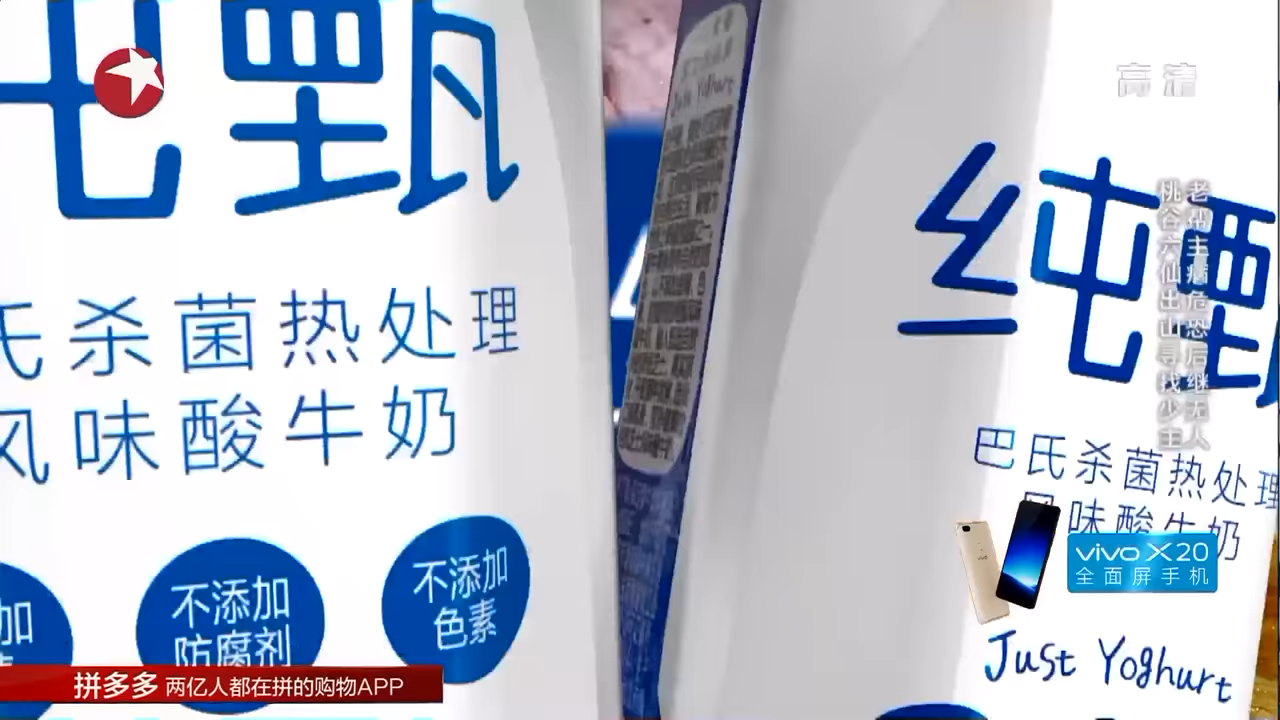 纯甄
氏杀菌热处理
风味酸牛奶
不添加
防腐剂
不添加
色素
加
Just Yoghurt
高清
纯甄
巴氏杀菌热处理
风味酸牛奶
老帮主病危恐后继无人
桃谷六仙出山寻找少主
vivo X20
全面屏手机
Just Yoghurt
拼多多 两亿人都在拼的购物APP